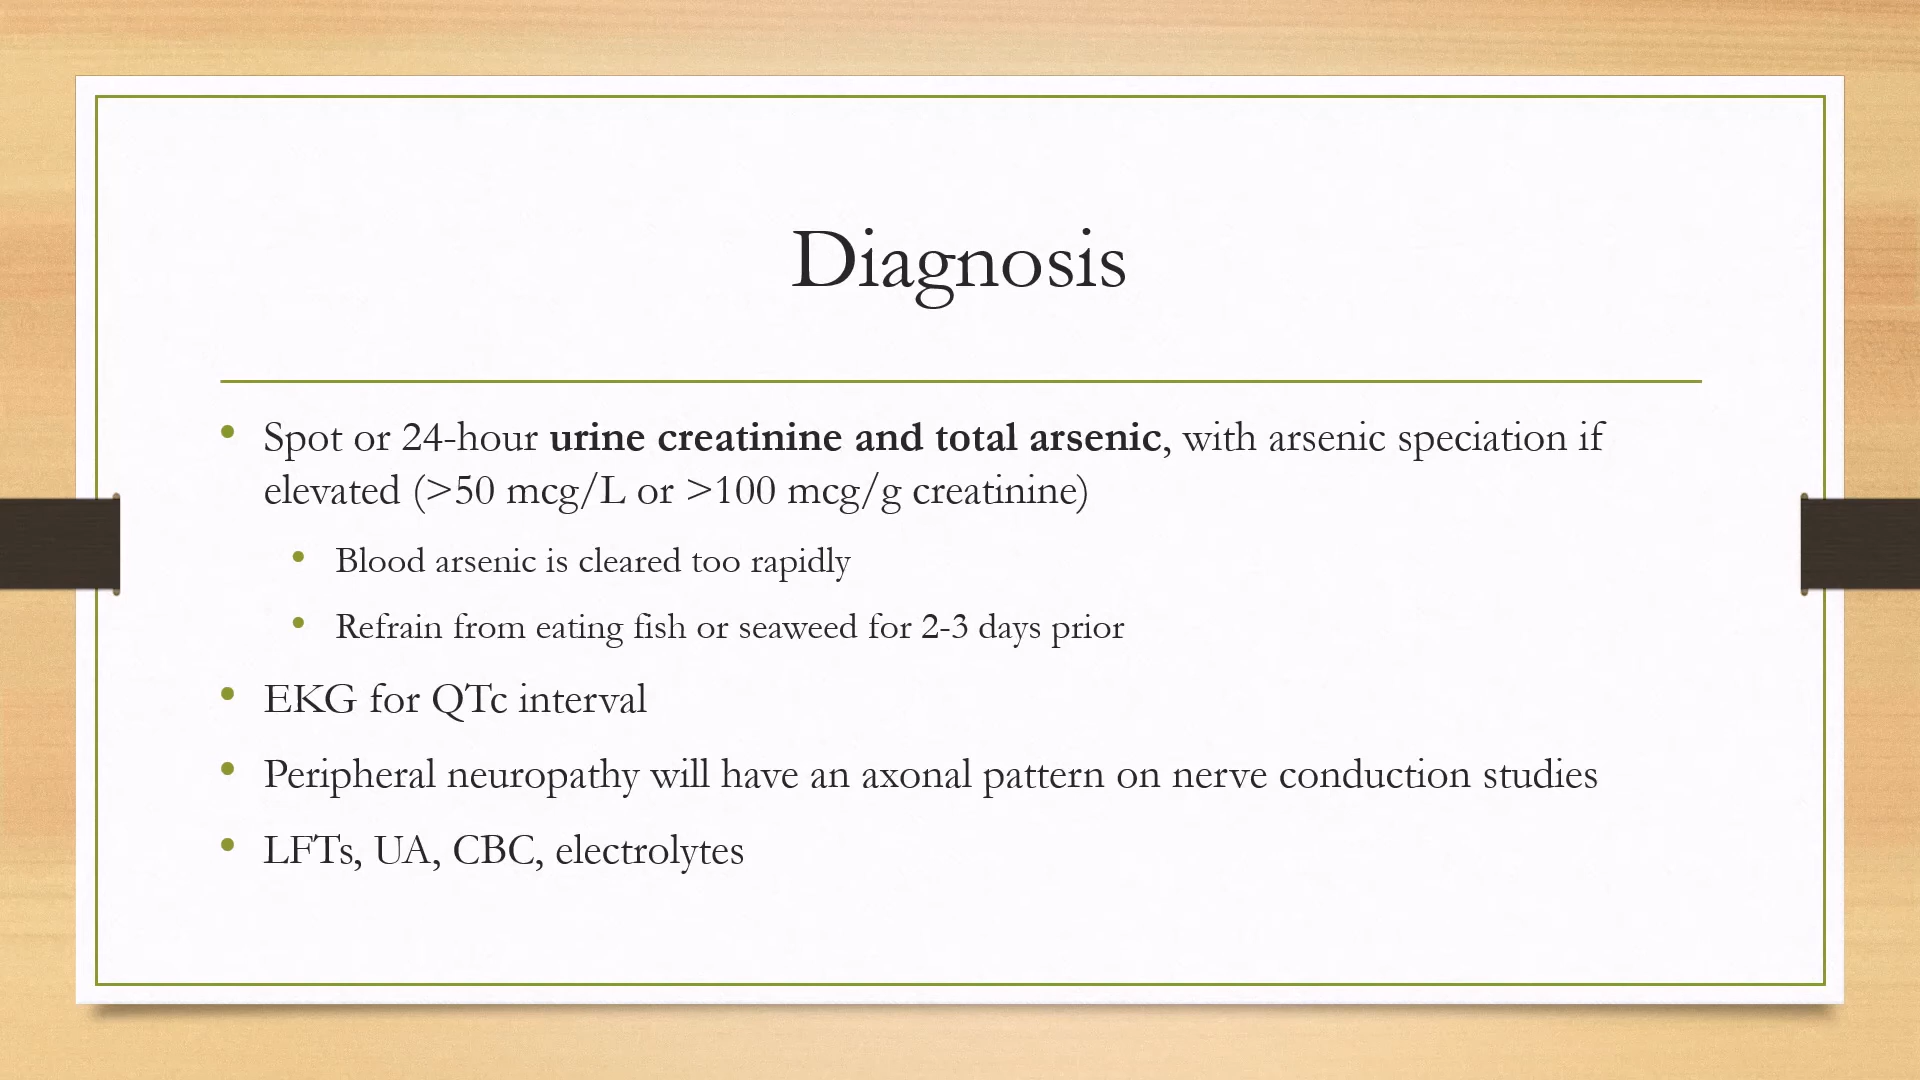 Diagnosis
• Spot or 24-hour urine creatinine and total arsenic, with arsenic speciation if
elevated (>50 mcg/L or >100 mcg/g creatinine)
• Blood arsenic is cleared too rapidly
• Refrain from eating fish or seaweed for 2-3 days prior
• EKG for QTc interval
• Peripheral neuropathy will have an axonal pattern on nerve conduction studies
• LFTs, UA, CBC, electrolytes